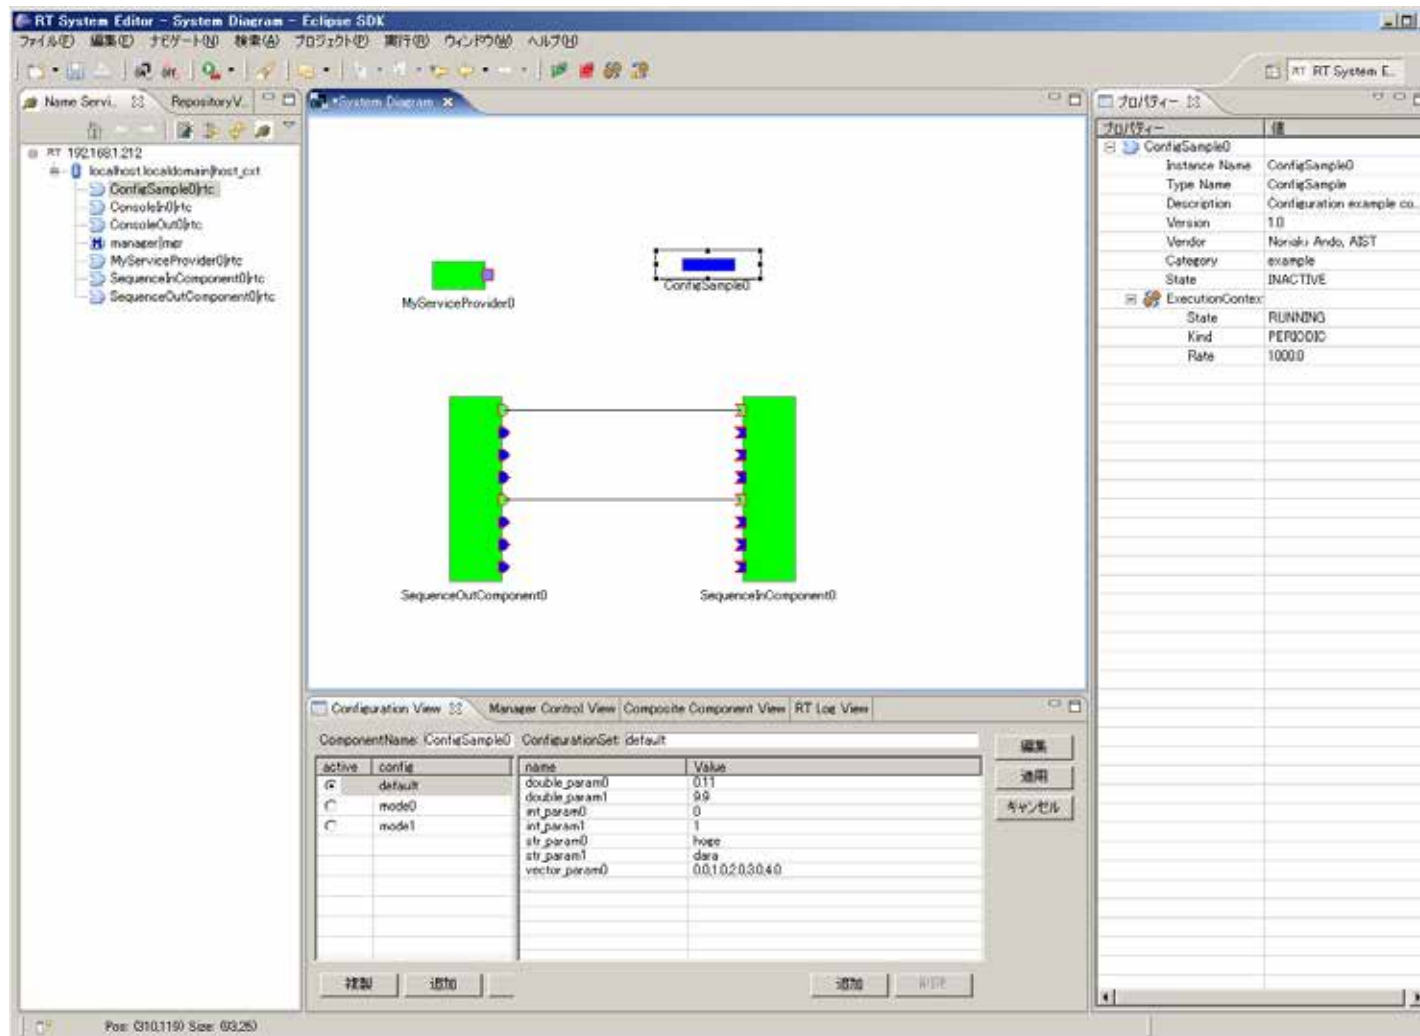 RT System Editor - System Diagram - Eclipse SDK
ファイル(F) 編集(E) ナビゲート(N) 検索(A) プロジェクト(P) 実行(R) ウィンドウ(W) ヘルプ(H)
RT System E...
Name Servi... RepositoryV...
RT 192.168.1.212
localhost.localdomain|host_cxt
ConfigSample0|rtc
ConsoleIn0|rtc
ConsoleOut0|rtc
manager|mgr
MyServiceProvider0|rtc
SequenceInComponent0|rtc
SequenceOutComponent0|rtc
*System Diagram
MyServiceProvider0
ConfigSample0
SequenceOutComponent0
SequenceInComponent0
プロパティー
プロパティー 値
ConfigSample0
Instance Name ConfigSample0
Type Name ConfigSample
Description Configuration example co...
Version 1.0
Vendor Noriaki Ando, AIST
Category example
State INACTIVE
ExecutionContex
State RUNNING
Kind PERIODIC
Rate 1000.0
Configuration View Manager Control View Composite Component View RT Log View
ComponentName: ConfigSample0 ConfigurationSet: default
編集
適用
キャンセル
active config
default
mode0
mode1
name Value
double_param0 0.11
double_param1 9.9
int_param0 0
int_param1 1
str_param0 hoge
str_param1 dara
vector_param0 0.0,1.0,2.0,3.0,4.0
複製 追加 追加 削除
Pos: (310,119) Size: (93,25)